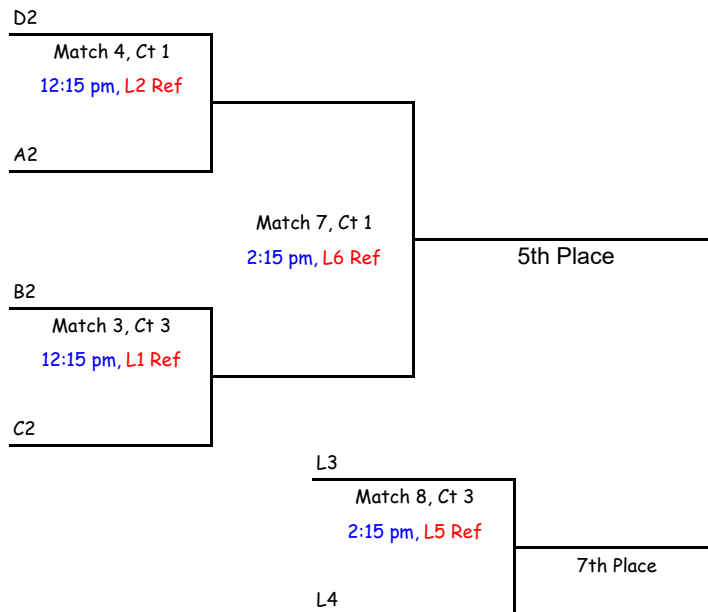 D2
Match 4, Ct 1
12:15 pm, L2 Ref
A2
Match 7, Ct 1
2:15 pm, L6 Ref
5th Place
B2
Match 3, Ct 3
12:15 pm, L1 Ref
C2
L3
Match 8, Ct 3
2:15 pm, L5 Ref
7th Place
L4